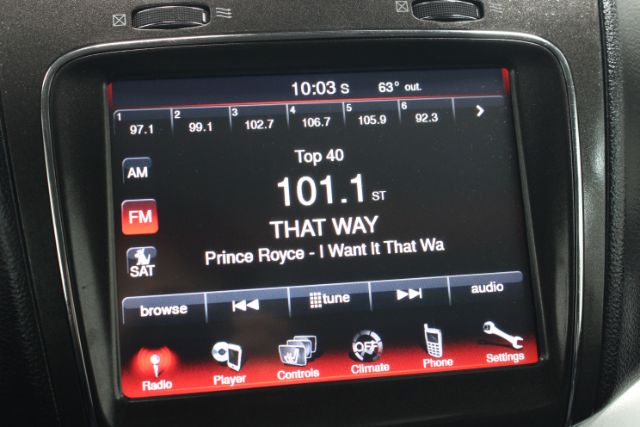 10:03 S 63° out.
1 2 3 4 5 6
97.1 99.1 102.7 106.7 105.9 92.3
Top 40
AM
101.1 ST
FM
THAT WAY
Prince Royce - I Want It That Wa
SAT
browse tune audio
OFF
Radio Player Controls Climate Phone Settings